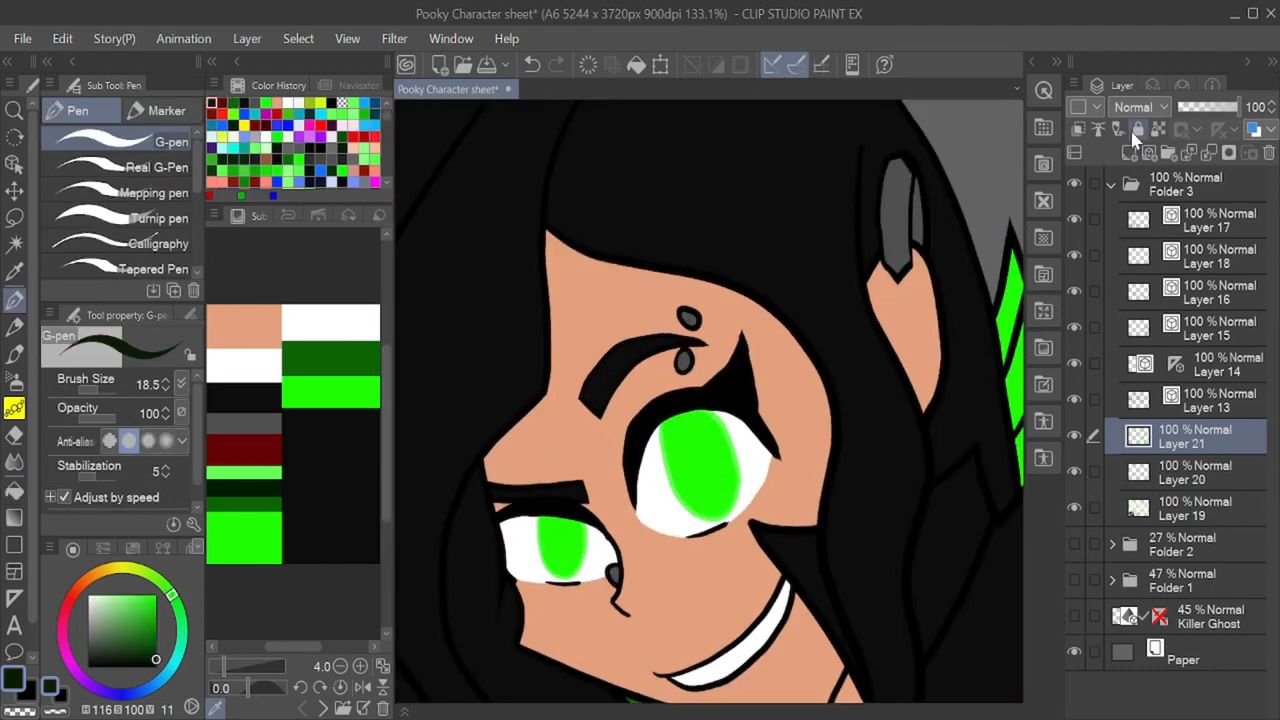 Pooky Character sheet* (A6 5244 x 3720px 900dpi 133.1%) - CLIP STUDIO PAINT EX
File Edit Story(P) Animation Layer Select View Filter Window Help
Sub Tool: Pen
Color History
Navigator
Pooky Character sheet*
Layer
Pen
Marker
Normal
100
G-pen
Real G-Pen
Mapping pen
Turnip pen
Calligraphy
Tapered Pen
Sub
Tool property: G-pe
G-pen
Brush Size
18.5
Opacity
100
Anti-alias
Stabilization
5
Adjust by speed
H 116 S 100 V 11
4.0
0.0
100 % Normal
Folder 3
100 % Normal
Layer 17
100 % Normal
Layer 18
100 % Normal
Layer 16
100 % Normal
Layer 15
100 % Normal
Layer 14
100 % Normal
Layer 13
100 % Normal
Layer 21
100 % Normal
Layer 20
100 % Normal
Layer 19
27 % Normal
Folder 2
47 % Normal
Folder 1
45 % Normal
Killer Ghost
Paper